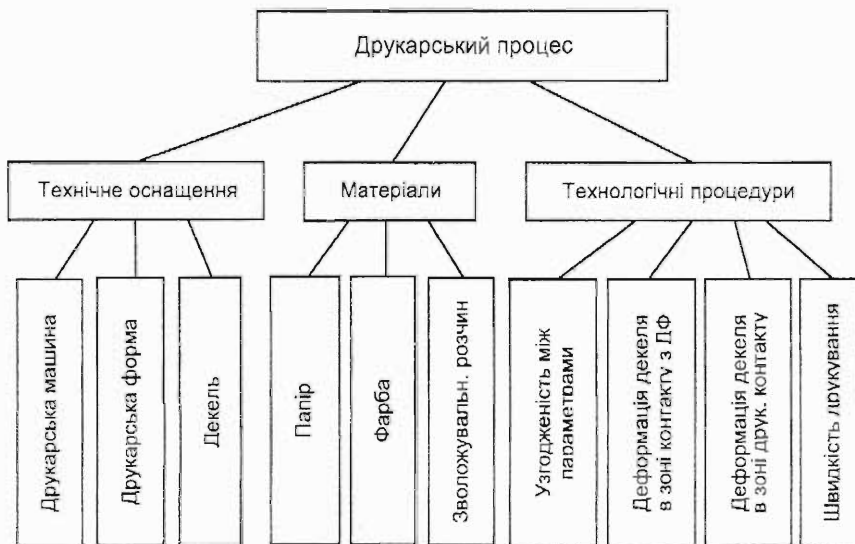 Друкарський процес
Технічне оснащення
Матеріали
Технологічні процедури
Друкарська машина
Друкарська форма
Декель
Папір
Фарба
Зволожувальн. розчин
Узгодженість між
параметрами
Деформація декеля
в зоні контакту з ДФ
Деформація декеля
в зоні друк. контакту
Швидкість друкування